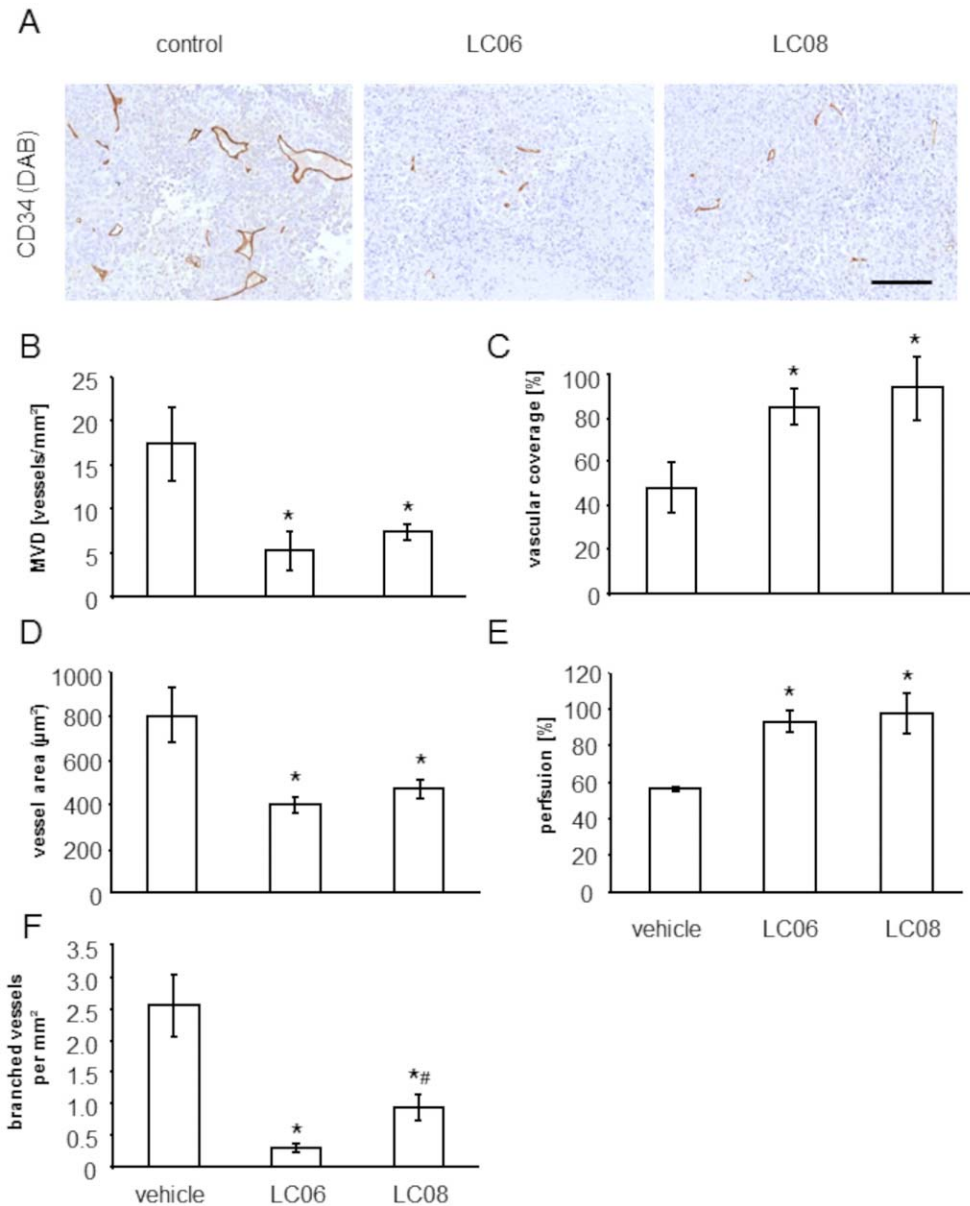 A
control
LC06
LC08
CD34 (DAB)
B
MVD [vessels/mm²]
25
20
15
10
5
0
*
*
C
vascular coverage [%]
100
80
60
40
20
0
*
*
D
vessel area (µm²)
1000
800
600
400
200
0
*
*
E
perfsuion [%]
120
100
80
60
40
20
0
*
*
vehicle
LC06
LC08
F
branched vessels
per mm²
3.5
3.0
2.5
2.0
1.5
1.0
0.5
0
*
*#
vehicle
LC06
LC08